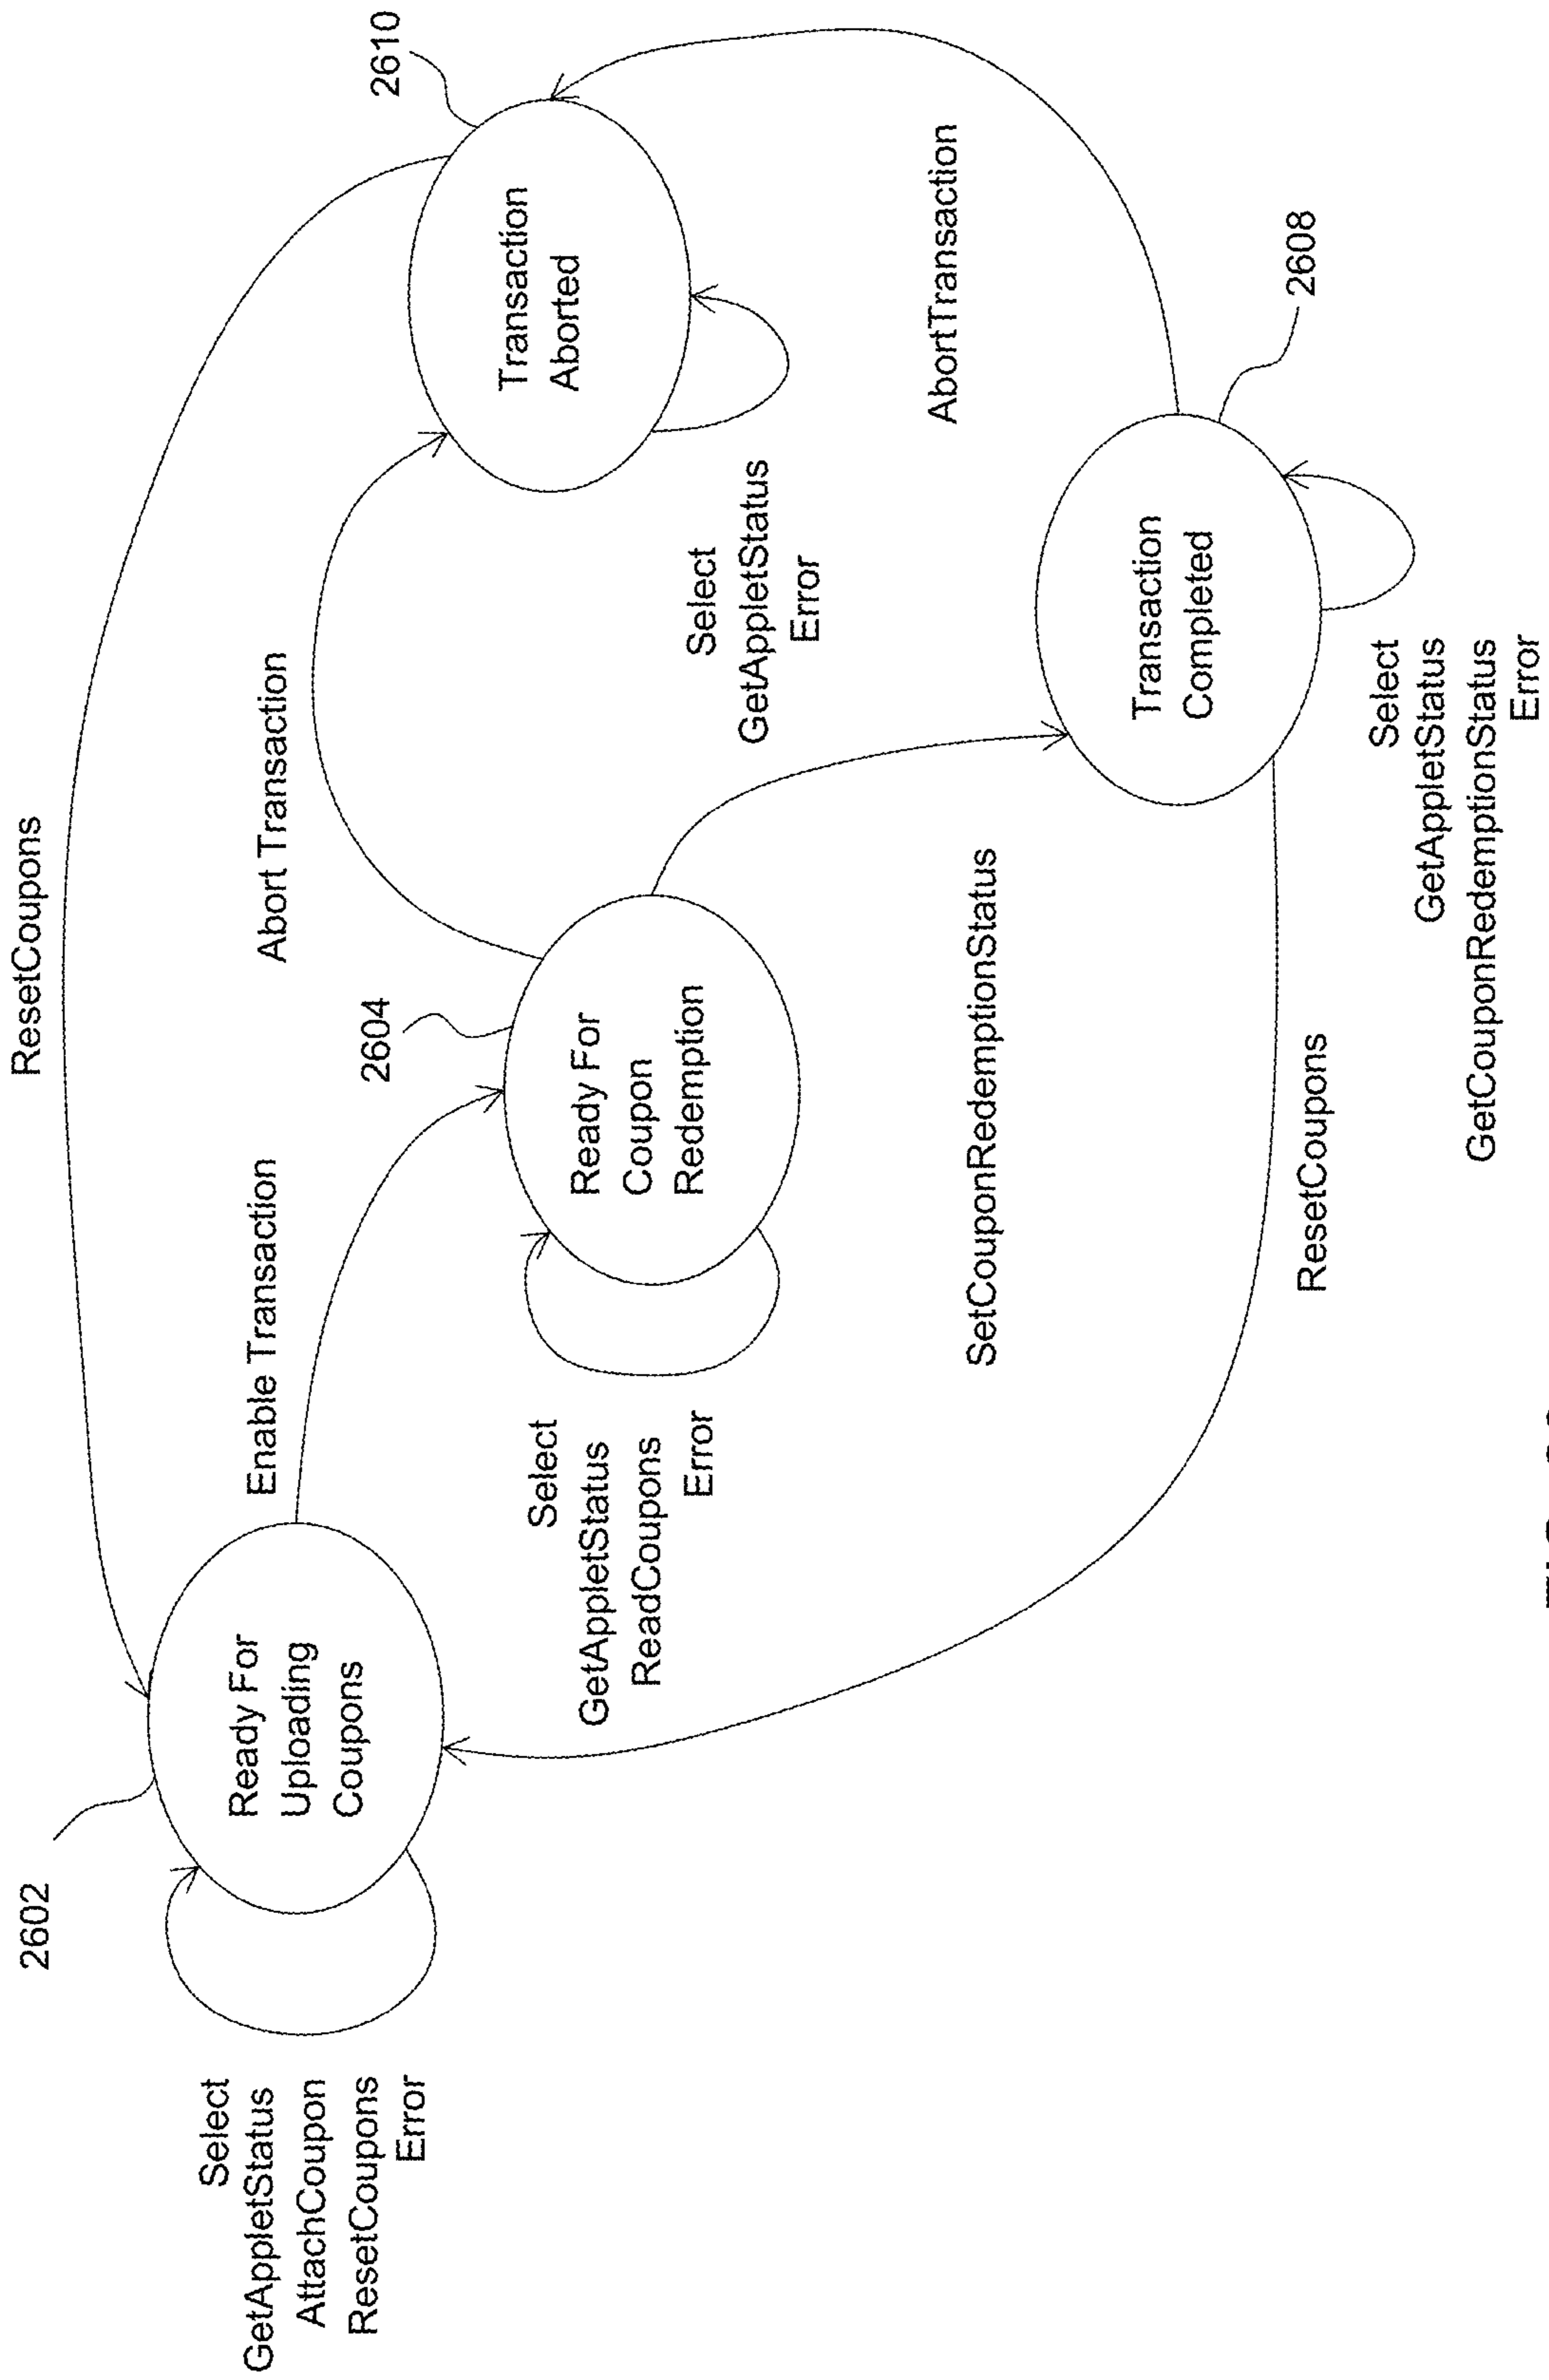 ResetCoupons
2610
2602
Enable Transaction
Abort Transaction
Transaction
Aborted
2604
Ready For
Uploading
Coupons
Ready For
Coupon
Redemption
Select
GetAppletStatus
AttachCoupon
ResetCoupons
Error
Select
GetAppletStatus
ReadCoupons
Error
Select
GetAppletStatus
Error
AbortTransaction
SetCouponRedemptionStatus
Transaction
Completed
2608
ResetCoupons
Select
GetAppletStatus
GetCouponRedemptionStatus
Error